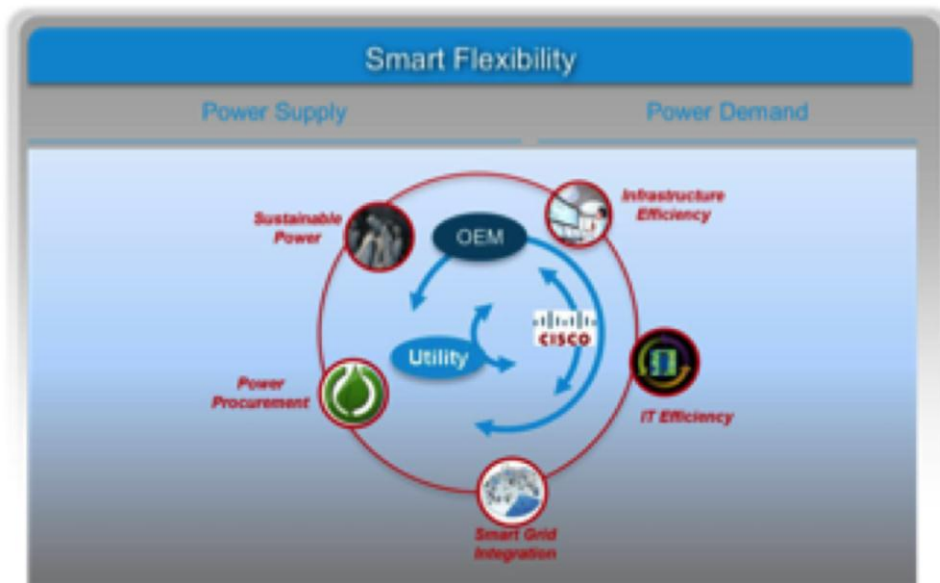 Smart Flexibility
Power Supply
Power Demand
Sustainable
Power
OEM
Infrastructure
Efficiency
CISCO
Utility
Power
Procurement
IT Efficiency
Smart Grid
Integration